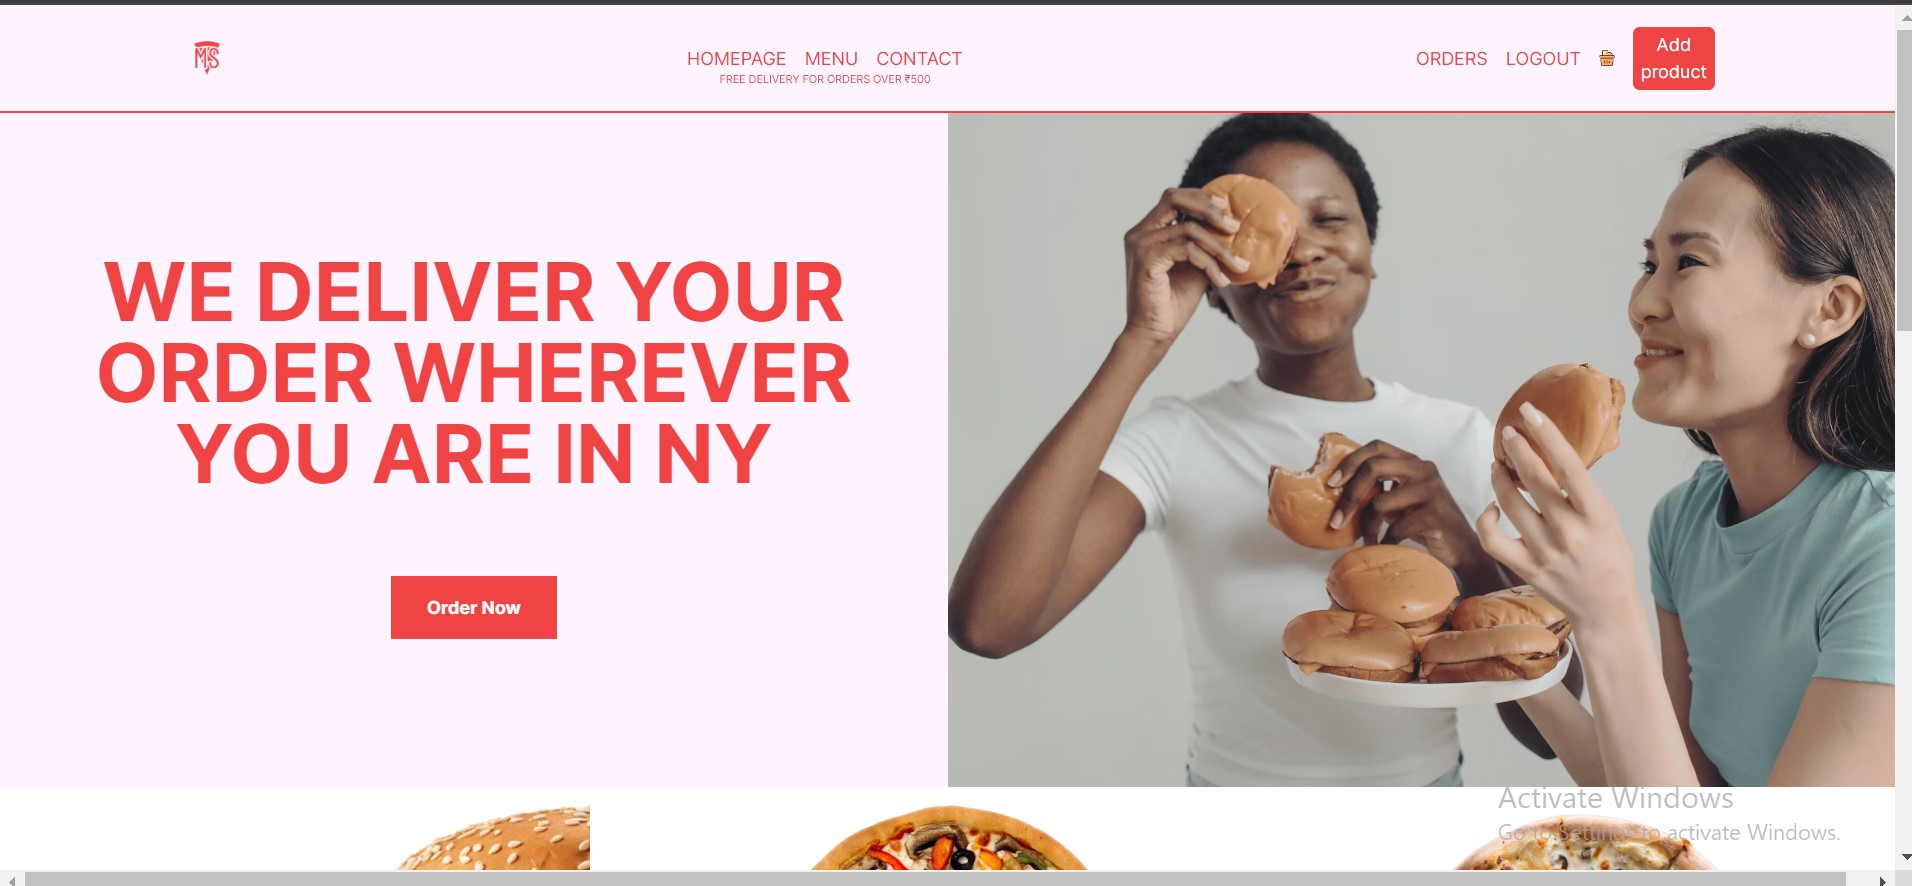 MJS
HOMEPAGE MENU CONTACT
FREE DELIVERY FOR ORDERS OVER ₹500
ORDERS LOGOUT
Add
product
WE DELIVER YOUR
ORDER WHEREVER
YOU ARE IN NY
Order Now
Activate Windows
Go to Settings to activate Windows.